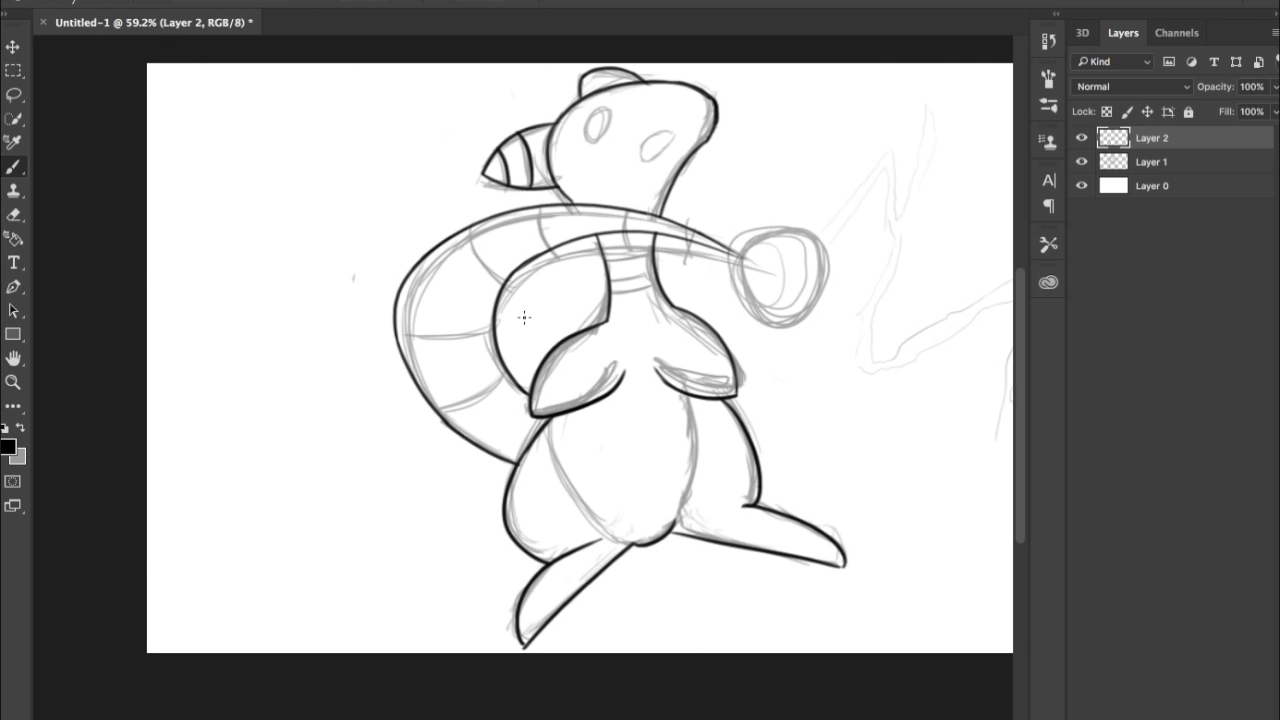 × Untitled-1 @ 59.2% (Layer 2, RGB/8) *
3D Layers Channels
Kind
Normal Opacity: 100%
Lock: Fill: 100%
Layer 2
Layer 1
Layer 0